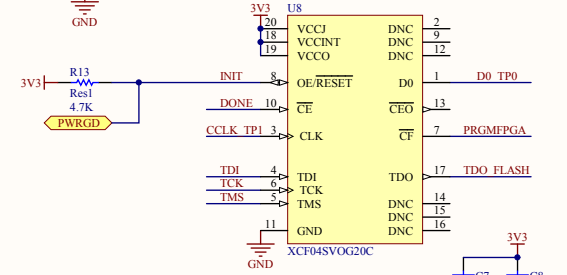 GND
3V3
U8
20 VCCJ DNC 2
18 VCCINT DNC 9
19 VCCO DNC 12
R13
3V3 INIT 8 OE/RESET D0 1 D0_TP0
Res1
4.7K
DONE 10 CE CEO 13
PWRGD
CCLK_TP1 3 CLK CF 7 PRGMFPGA
TDI 4 TDI TDO 17 TDO_FLASH
TCK 6 TCK
TMS 5 TMS DNC 14
DNC 15
11 GND DNC 16
XCF04SVOG20C
GND
3V3
C7 C8